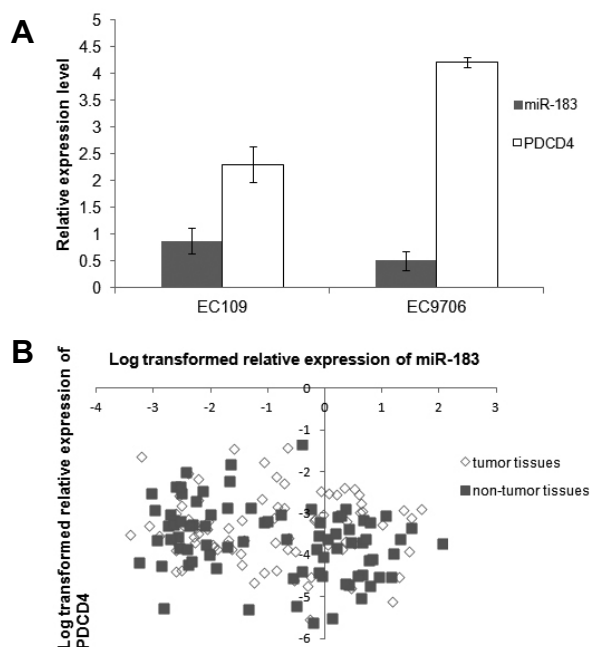 A
Relative expression level
5
4.5
4
3.5
3
2.5
2
1.5
1
0.5
0
EC109
EC9706
miR-183
PDCD4
B
Log transformed relative expression of miR-183
Log transformed relative expression of
PDCD4
-4
-3
-2
-1
0
1
2
3
0
-1
-2
-3
-4
-5
-6
tumor tissues
non-tumor tissues